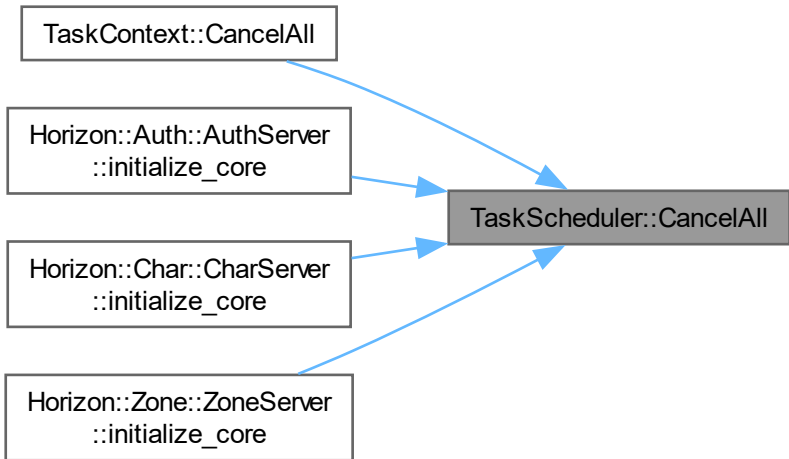 TaskContext::CancelAll
Horizon::Auth::AuthServer
::initialize_core
TaskScheduler::CancelAll
Horizon::Char::CharServer
::initialize_core
Horizon::Zone::ZoneServer
::initialize_core